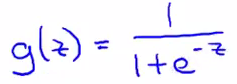 g(z) = 1 / (1 + e^{-z})